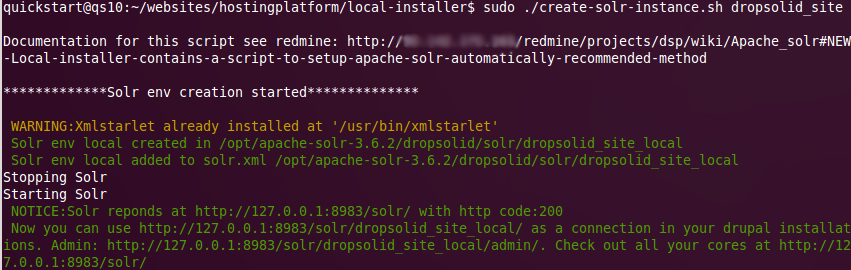 quickstart@qs10:~/websites/hostingplatform/local-installer$ sudo ./create-solr-instance.sh dropsolid_site
Documentation for this script see redmine: http:// /redmine/projects/dsp/wiki/Apache_solr#NEW
-Local-installer-contains-a-script-to-setup-apache-solr-automatically-recommended-method
*************Solr env creation started**************
WARNING:Xmlstarlet already installed at '/usr/bin/xmlstarlet'
Solr env local created in /opt/apache-solr-3.6.2/dropsolid/solr/dropsolid_site_local
Solr env local added to solr.xml /opt/apache-solr-3.6.2/dropsolid/solr/dropsolid_site_local
Stopping Solr
Starting Solr
NOTICE:Solr reponds at http://127.0.0.1:8983/solr/ with http code:200
Now you can use http://127.0.0.1:8983/solr/dropsolid_site_local/ as a connection in your drupal installat
ions. Admin: http://127.0.0.1:8983/solr/dropsolid_site_local/admin/. Check out all your cores at http://12
7.0.0.1:8983/solr/